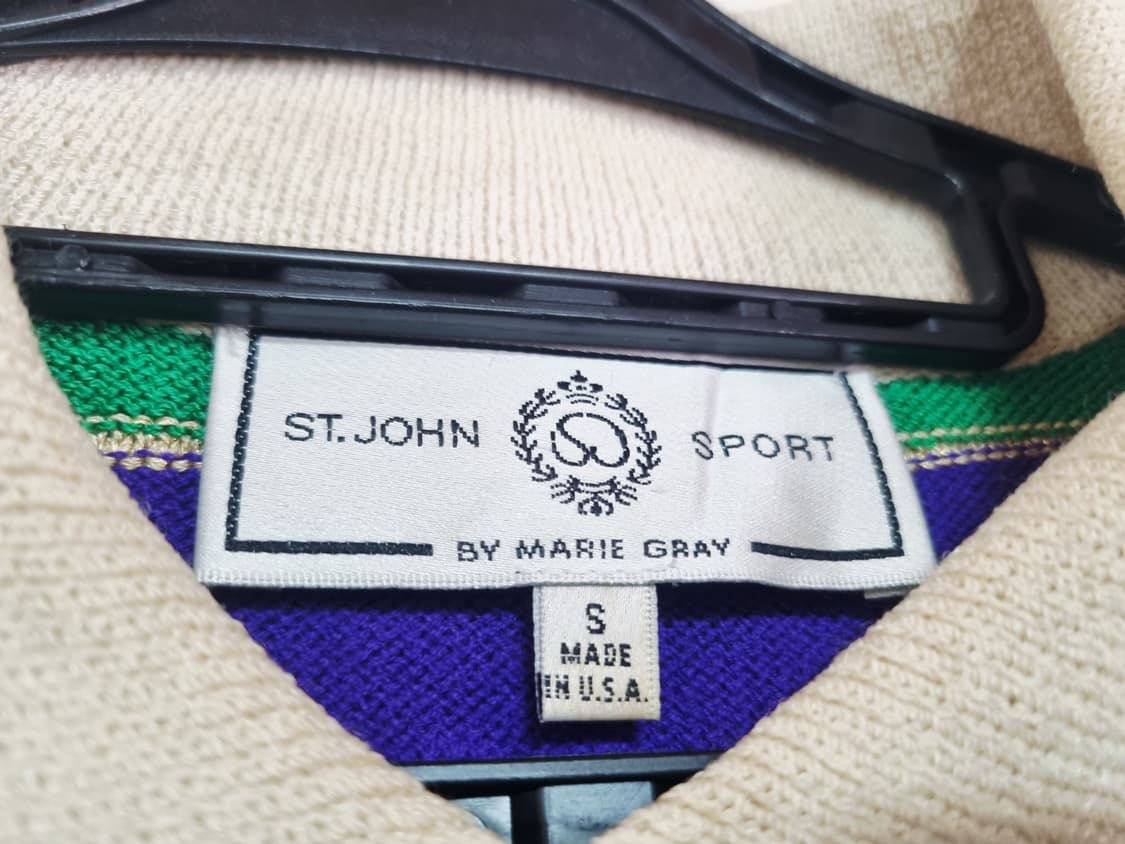 ST. JOHN SPORT
BY MARIE GRAY
S
MADE
IN U.S.A.